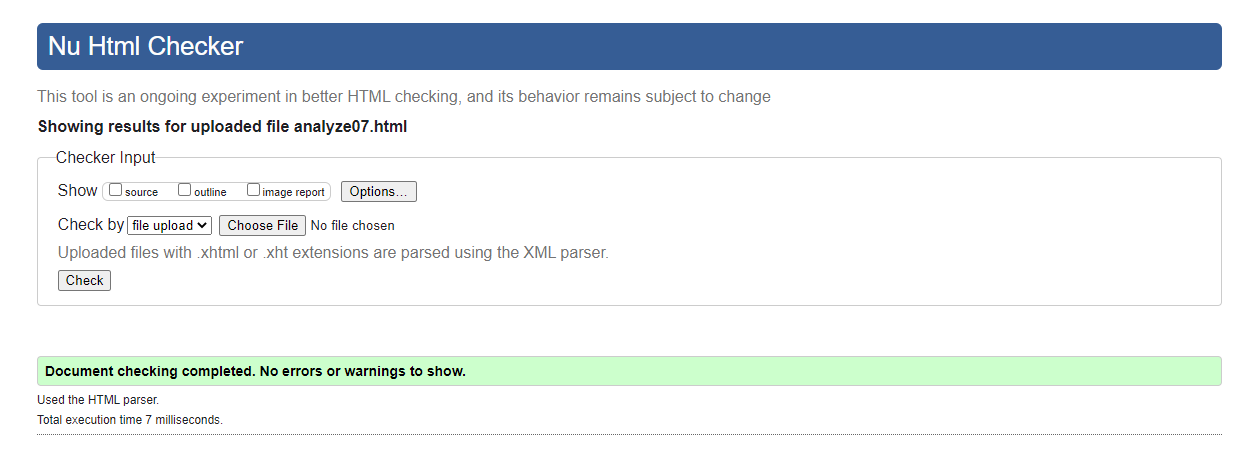 Nu Html Checker
This tool is an ongoing experiment in better HTML checking, and its behavior remains subject to change
Showing results for uploaded file analyze07.html
Checker Input
Show source outline image report Options...
Check by file upload Choose File No file chosen
Uploaded files with .xhtml or .xht extensions are parsed using the XML parser.
Check
Document checking completed. No errors or warnings to show.
Used the HTML parser.
Total execution time 7 milliseconds.